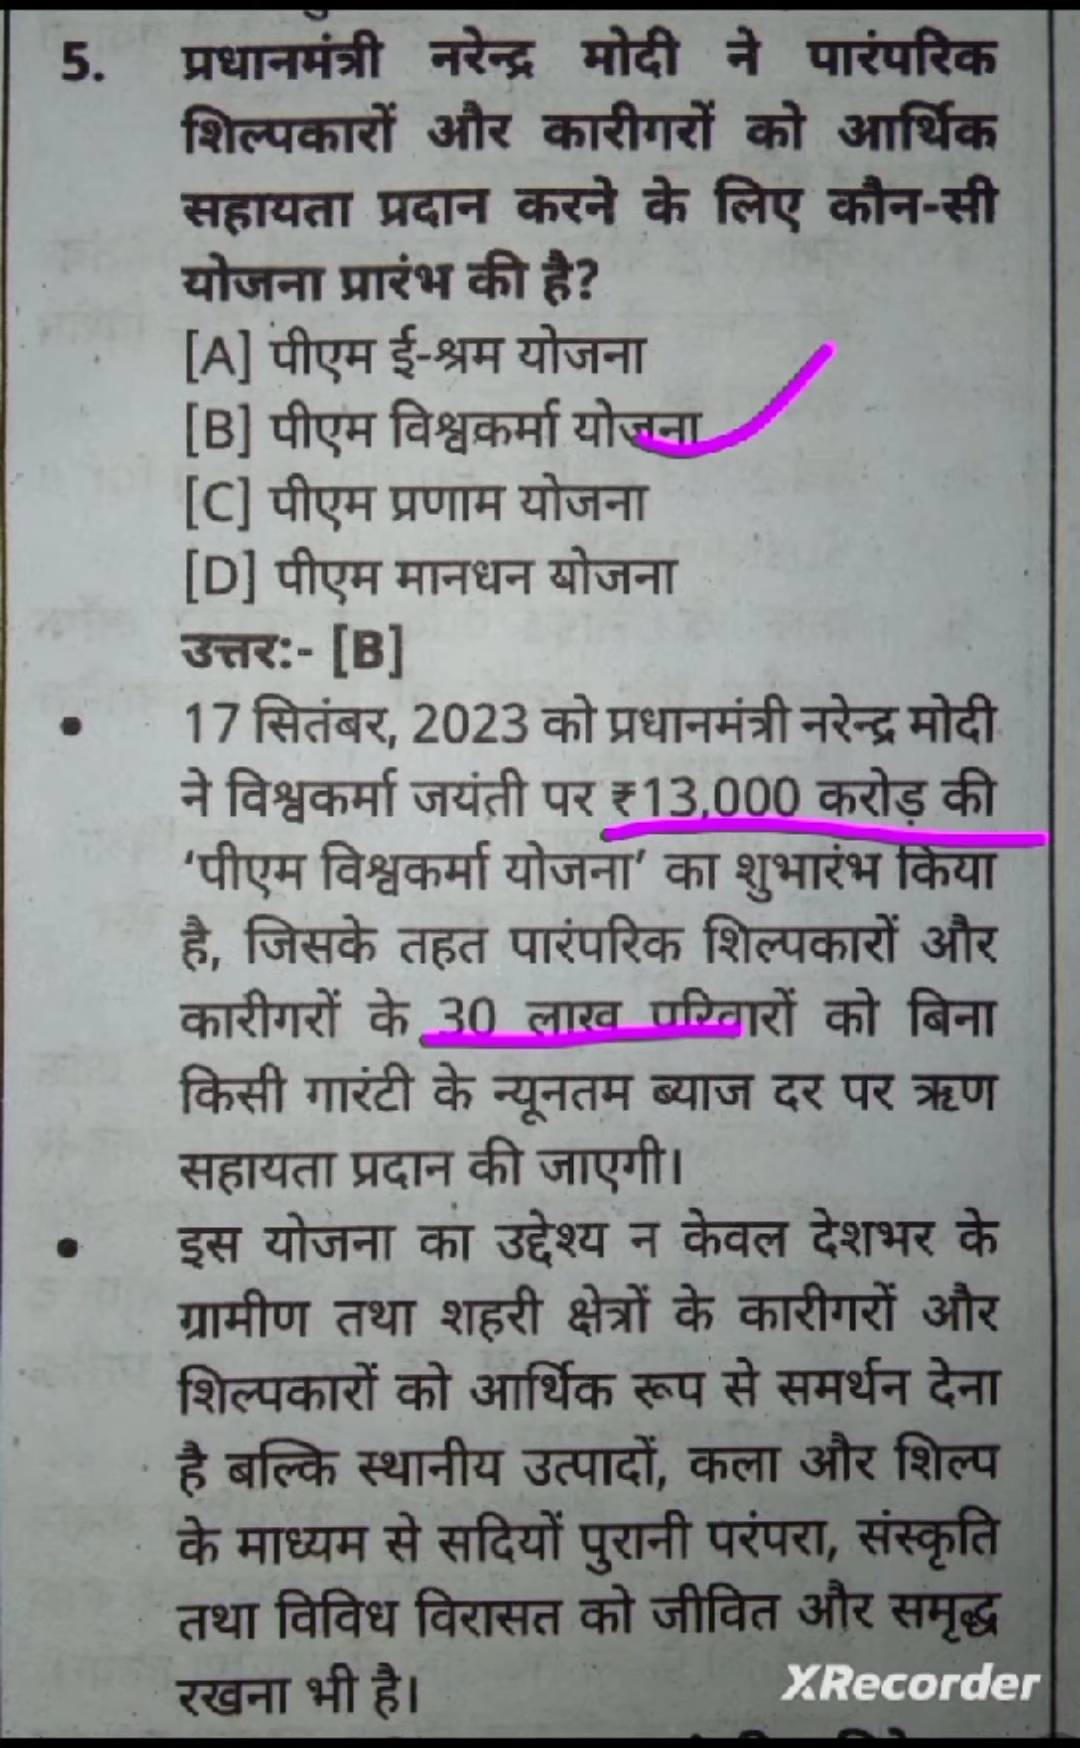 5. प्रधानमंत्री नरेन्द्र मोदी ने पारंपरिक
शिल्पकारों और कारीगरों को आर्थिक
सहायता प्रदान करने के लिए कौन-सी
योजना प्रारंभ की है?
[A] पीएम ई-श्रम योजना
[B] पीएम विश्वकर्मा योजना
[C] पीएम प्रणाम योजना
[D] पीएम मानधन योजना
उत्तर:- [B]
• 17 सितंबर, 2023 को प्रधानमंत्री नरेन्द्र मोदी
ने विश्वकर्मा जयंती पर ₹13,000 करोड़ की
‘पीएम विश्वकर्मा योजना’ का शुभारंभ किया
है, जिसके तहत पारंपरिक शिल्पकारों और
कारीगरों के 30 लाख परिवारों को बिना
किसी गारंटी के न्यूनतम ब्याज दर पर ऋण
सहायता प्रदान की जाएगी।
• इस योजना का उद्देश्य न केवल देशभर के
ग्रामीण तथा शहरी क्षेत्रों के कारीगरों और
शिल्पकारों को आर्थिक रूप से समर्थन देना
है बल्कि स्थानीय उत्पादों, कला और शिल्प
के माध्यम से सदियों पुरानी परंपरा, संस्कृति
तथा विविध विरासत को जीवित और समृद्ध
रखना भी है।
XRecorder